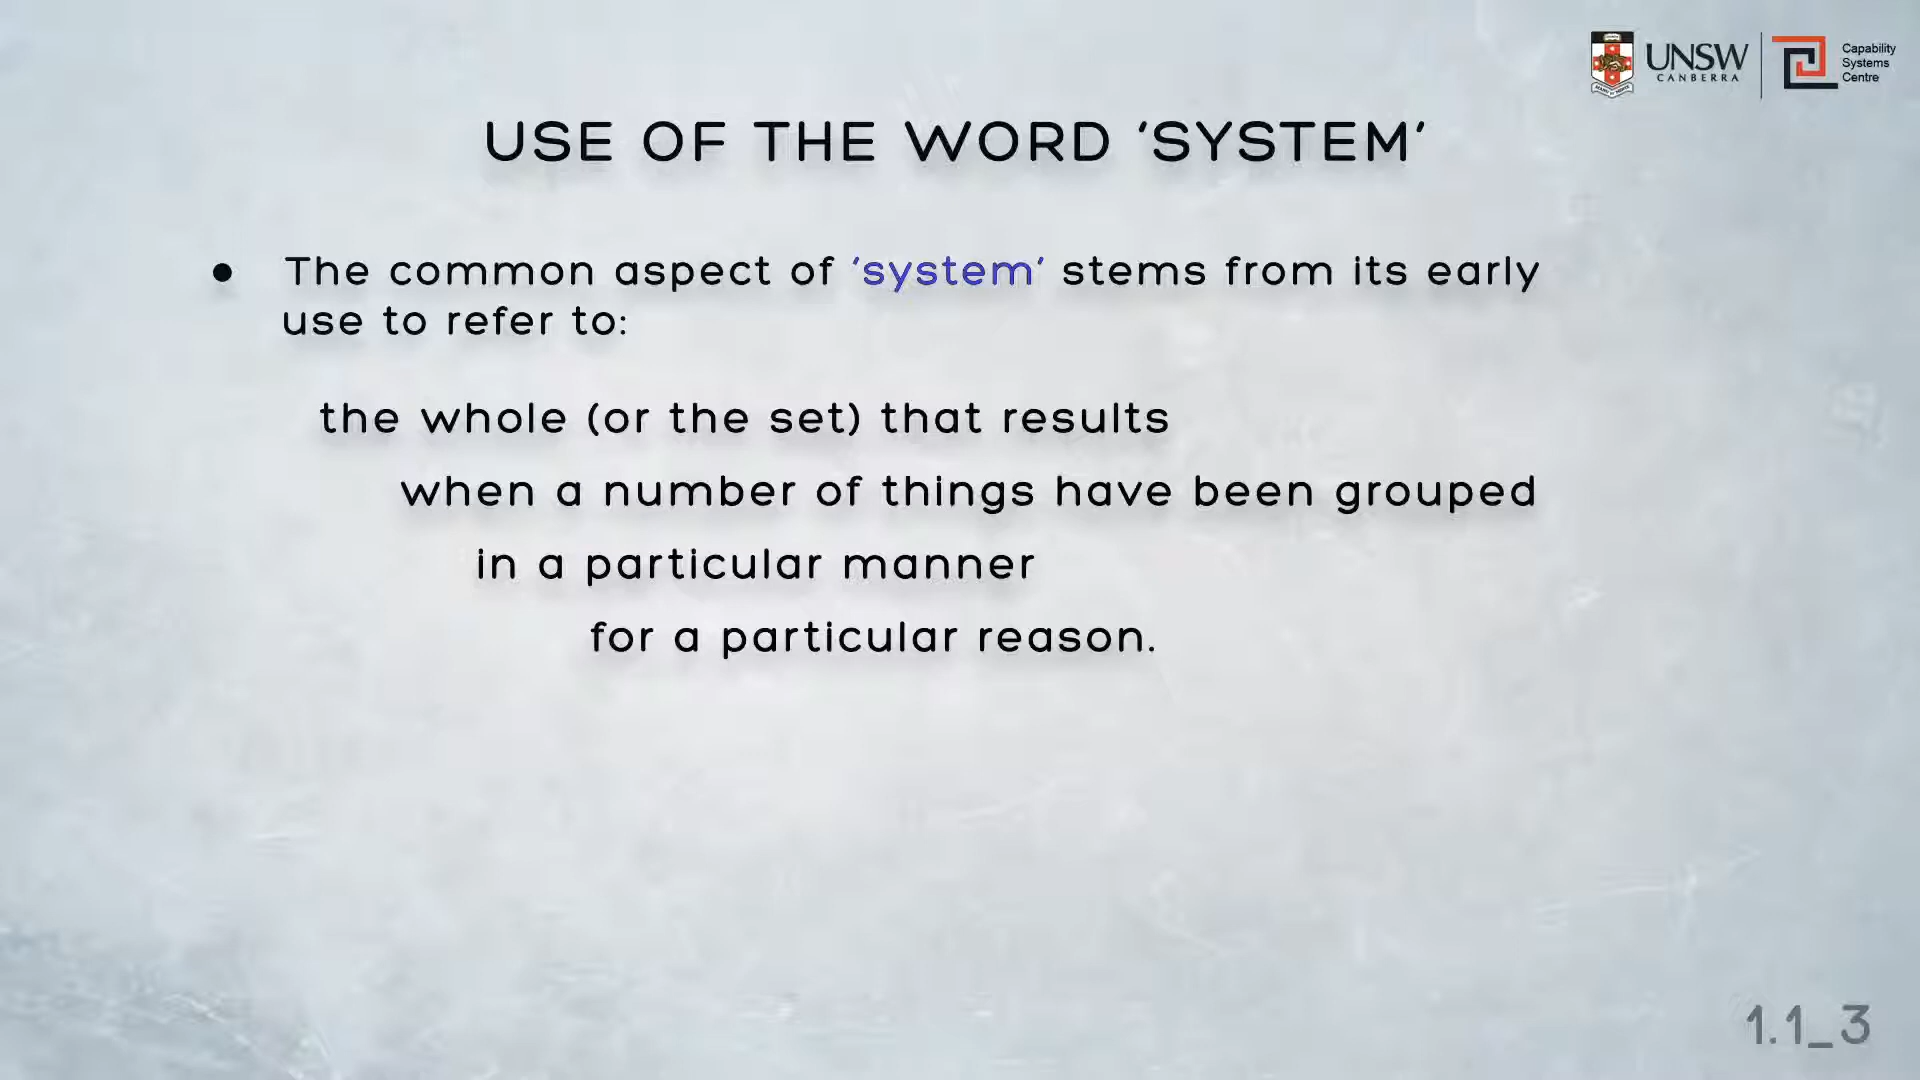 UNSW
CANBERRA
Capability
Systems
Centre
USE OF THE WORD ‘SYSTEM’
● The common aspect of ‘system’ stems from its early
use to refer to:
the whole (or the set) that results
when a number of things have been grouped
in a particular manner
for a particular reason.
1.1_3